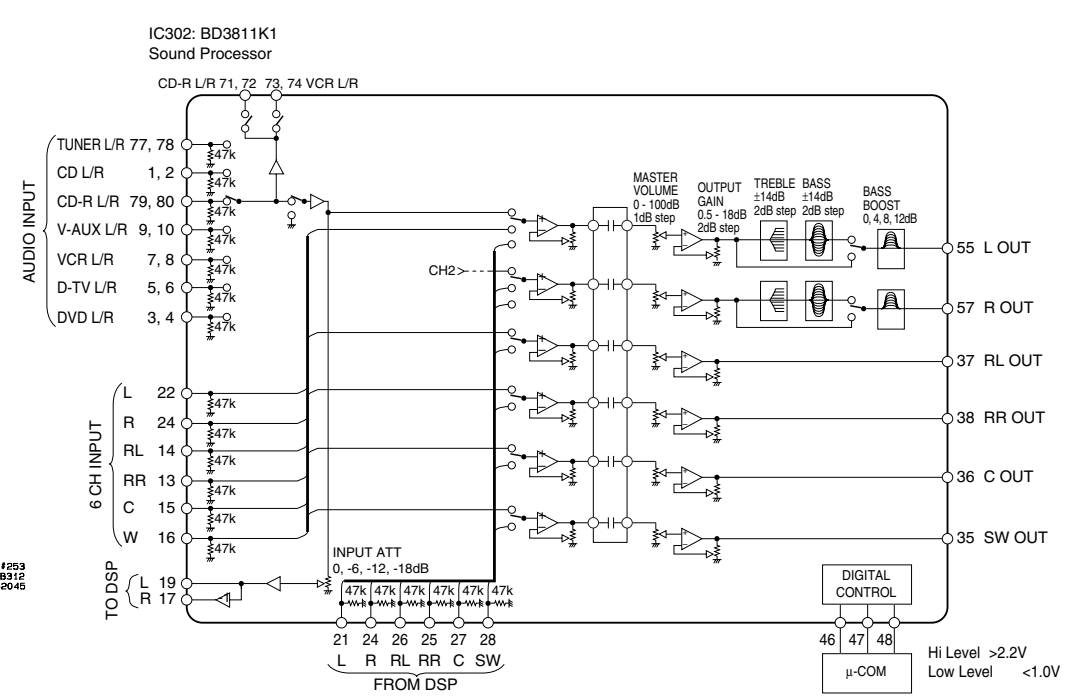 IC302: BD3811K1
Sound Processor
CD-R L/R 71, 72 73, 74 VCR L/R
AUDIO INPUT
TUNER L/R 77, 78
47k
CD L/R 1, 2
47k
CD-R L/R 79, 80
47k
V-AUX L/R 9, 10
47k
VCR L/R 7, 8
47k
D-TV L/R 5, 6
47k
DVD L/R 3, 4
47k
MASTER
VOLUME
0 - 100dB
1dB step
OUTPUT
GAIN
0.5 - 18dB
2dB step
TREBLE
±14dB
2dB step
BASS
±14dB
2dB step
BASS
BOOST
0, 4, 8, 12dB
CH2
55 L OUT
57 R OUT
37 RL OUT
38 RR OUT
36 C OUT
35 SW OUT
6 CH INPUT
L 22
47k
R 24
47k
RL 14
47k
RR 13
47k
C 15
47k
W 16
47k
#253
B312
-2045
TO DSP
L 19
R 17
INPUT ATT
0, -6, -12, -18dB
47k 47k 47k 47k 47k 47k
21 24 26 25 27 28
L R RL RR C SW
FROM DSP
DIGITAL
CONTROL
46 47 48
µ-COM
Hi Level >2.2V
Low Level <1.0V